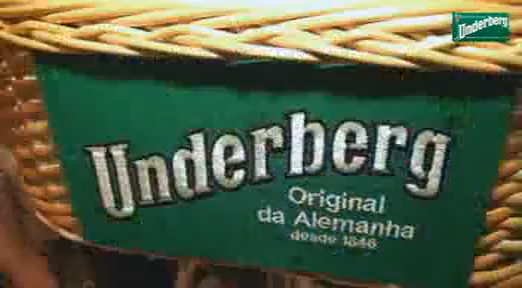 Underberg
Underberg
Original
da Alemanha
desde 1846